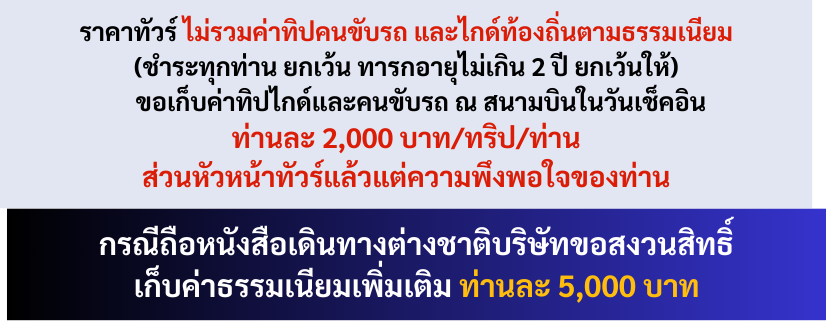 ราคาทัวร์ ไม่รวมค่าทิปคนขับรถ และไกด์ท้องถิ่นตามธรรมเนียม
(ชำระทุกท่าน ยกเว้น ทารกอายุไม่เกิน 2 ปี ยกเว้นให้)
ขอเก็บค่าทิปไกด์และคนขับรถ ณ สนามบินในวันเช็คอิน
ท่านละ 2,000 บาท/ทริป/ท่าน
ส่วนหัวหน้าทัวร์แล้วแต่ความพึงพอใจของท่าน
กรณีถือหนังสือเดินทางต่างชาติบริษัทขอสงวนสิทธิ์
เก็บค่าธรรมเนียมเพิ่มเติม ท่านละ 5,000 บาท